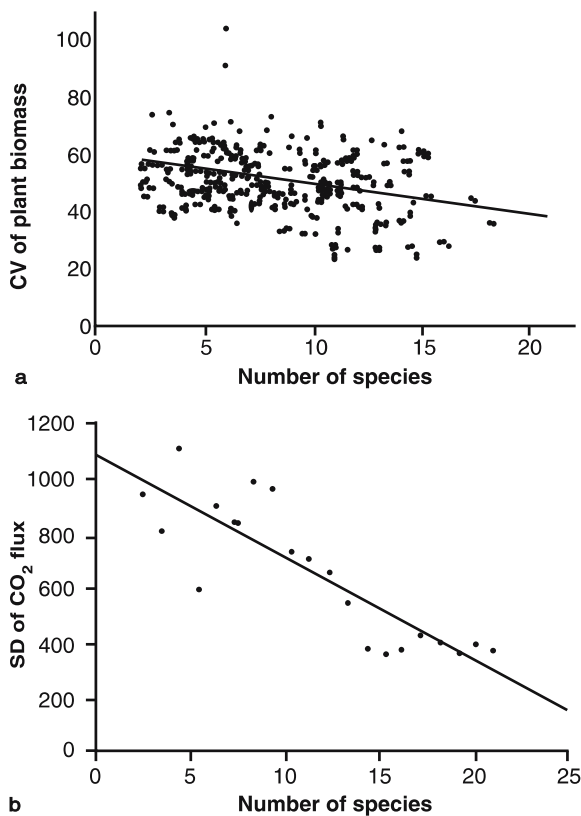 100
80
60
40
20
0
CV of plant biomass
0 5 10 15 20
Number of species
a
1200
1000
800
600
400
200
0
SD of CO₂ flux
0 5 10 15 20 25
Number of species
b